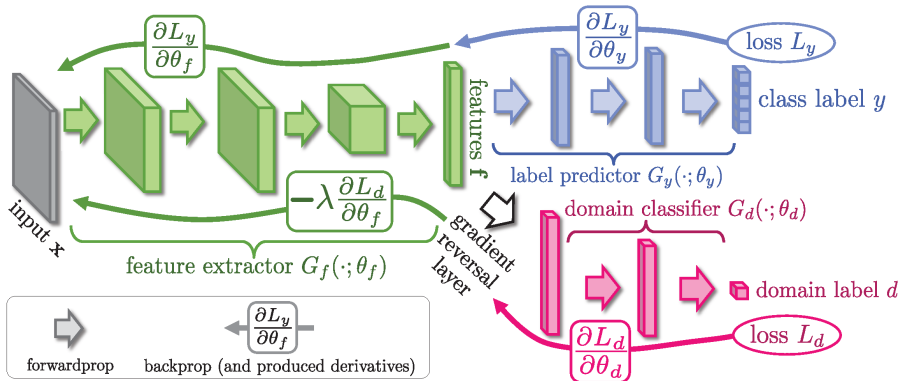 ∂L_y/∂θ_f
∂L_y/∂θ_y
loss L_y
features f
class label y
label predictor G_y(·;θ_y)
−λ ∂L_d/∂θ_f
input x
feature extractor G_f(·;θ_f)
gradient
reversal
layer
domain classifier G_d(·;θ_d)
domain label d
loss L_d
∂L_d/∂θ_d
∂L_y/∂θ_f
forwardprop
backprop (and produced derivatives)